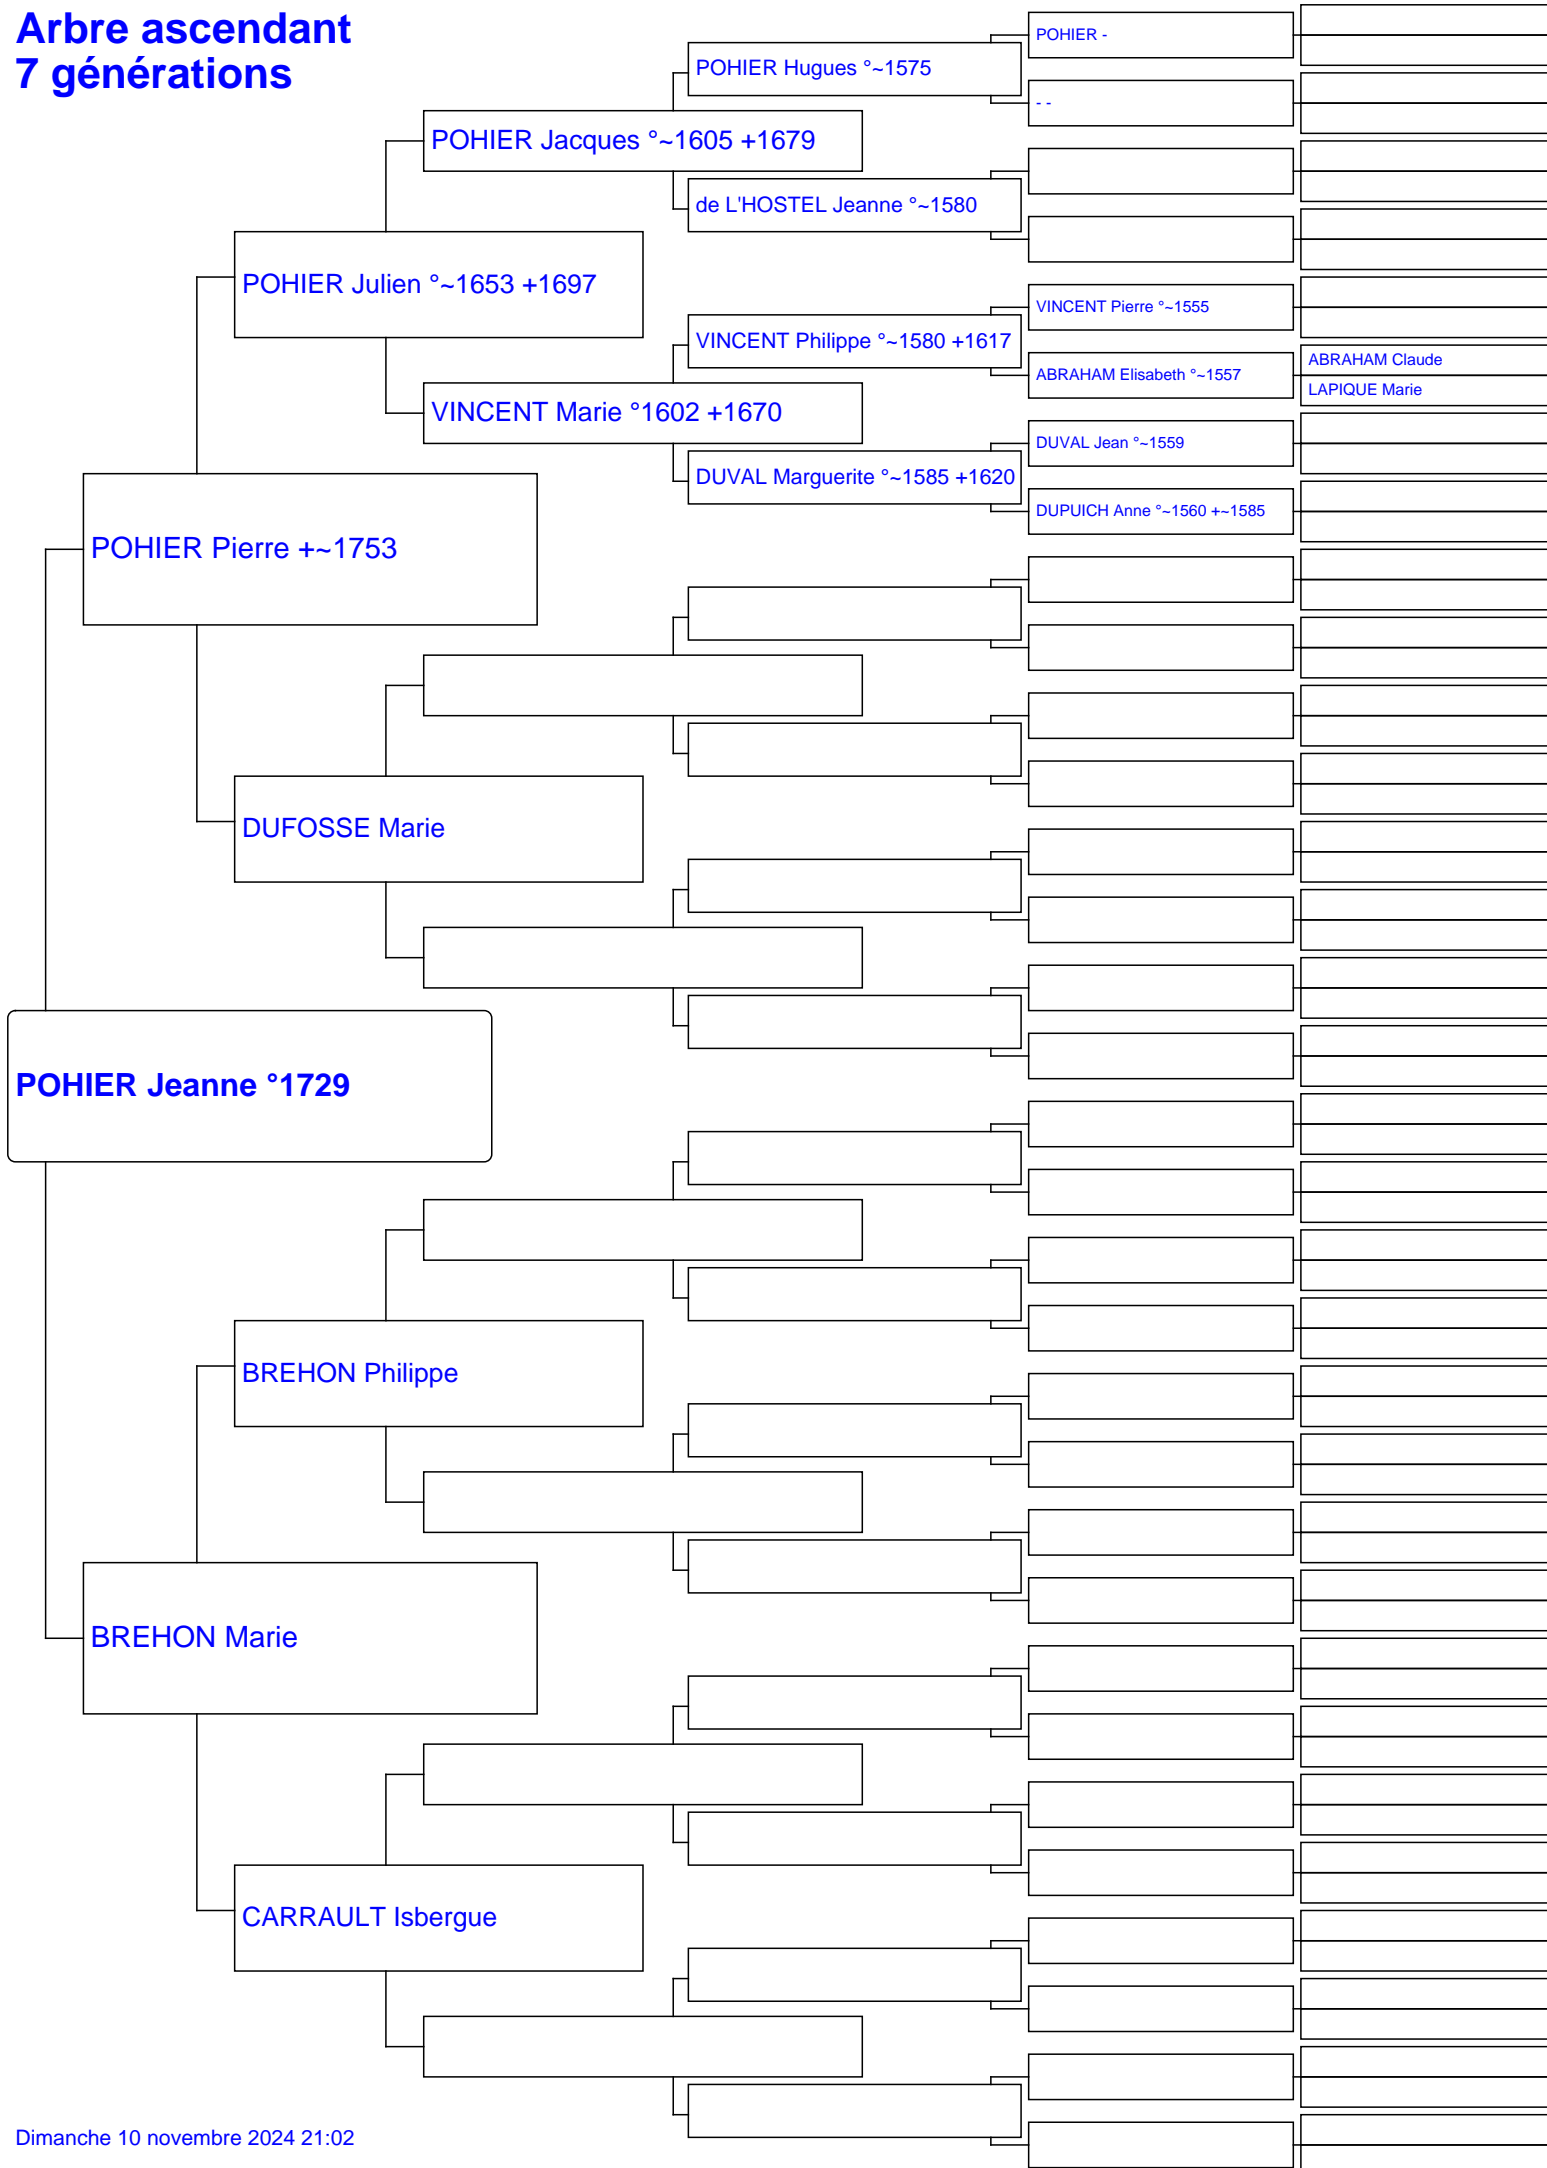 Arbre ascendant
7 générations
POHIER -
POHIER Hugues °~1575
- -
POHIER Jacques °~1605 +1679
de L'HOSTEL Jeanne °~1580
POHIER Julien °~1653 +1697
VINCENT Pierre °~1555
VINCENT Philippe °~1580 +1617
ABRAHAM Claude
ABRAHAM Elisabeth °~1557
LAPIQUE Marie
VINCENT Marie °1602 +1670
DUVAL Jean °~1559
DUVAL Marguerite °~1585 +1620
DUPUICH Anne °~1560 +~1585
POHIER Pierre +~1753
DUFOSSE Marie
POHIER Jeanne °1729
BREHON Philippe
BREHON Marie
CARRAULT Isbergue
Dimanche 10 novembre 2024 21:02